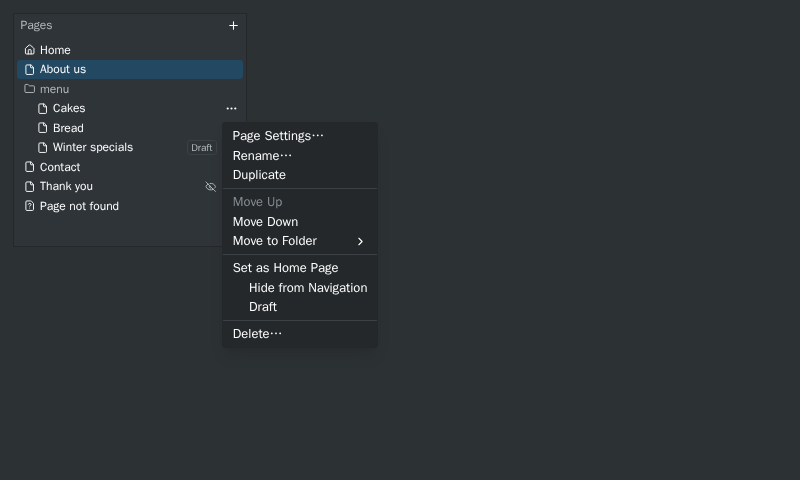 Pages
Home
About us
menu
Cakes
Bread
Winter specials Draft
Contact
Thank you
Page not found
Page Settings⋯
Rename⋯
Duplicate
Move Up
Move Down
Move to Folder
Set as Home Page
Hide from Navigation
Draft
Delete⋯